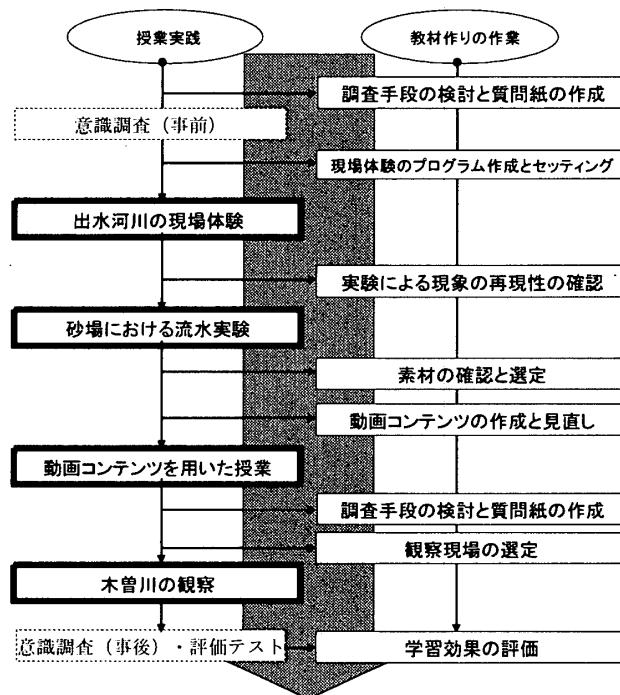 授業実践
教材作りの作業
調査手段の検討と質問紙の作成
意識調査（事前）
現場体験のプログラム作成とセッティング
出水河川の現場体験
実験による現象の再現性の確認
砂場における流水実験
素材の確認と選定
動画コンテンツの作成と見直し
動画コンテンツを用いた授業
調査手段の検討と質問紙の作成
観察現場の選定
木曽川の観察
意識調査（事後）・評価テスト
学習効果の評価